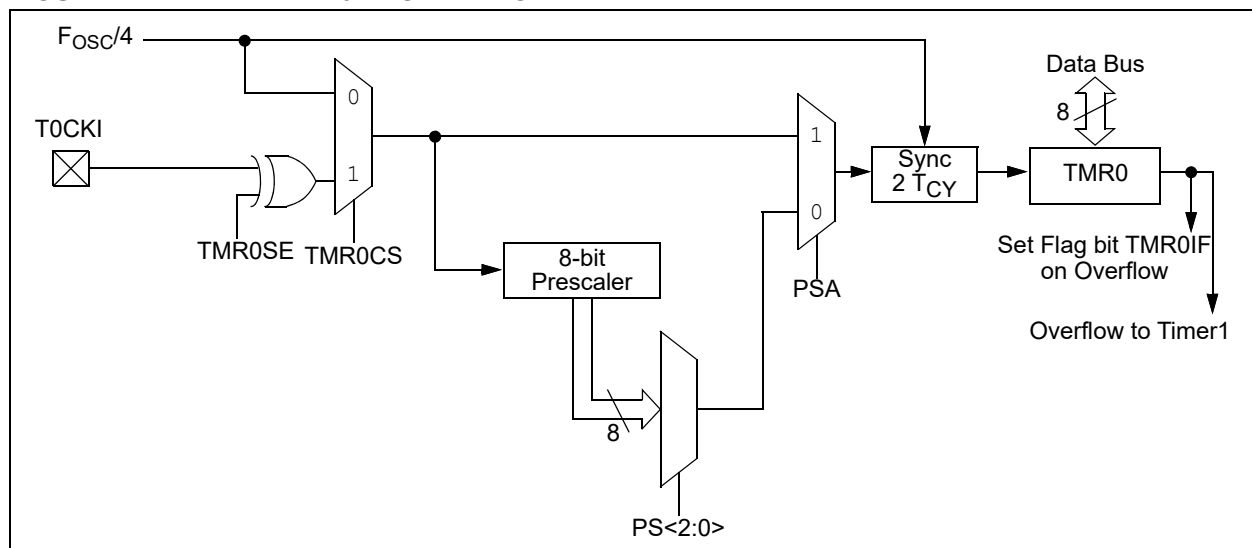 FOSC/4
Data Bus
8
T0CKI
0
1
1
0
Sync
2 TCY
TMR0
TMR0SE
TMR0CS
8-bit
Prescaler
PSA
Set Flag bit TMR0IF
on Overflow
Overflow to Timer1
8
PS<2:0>